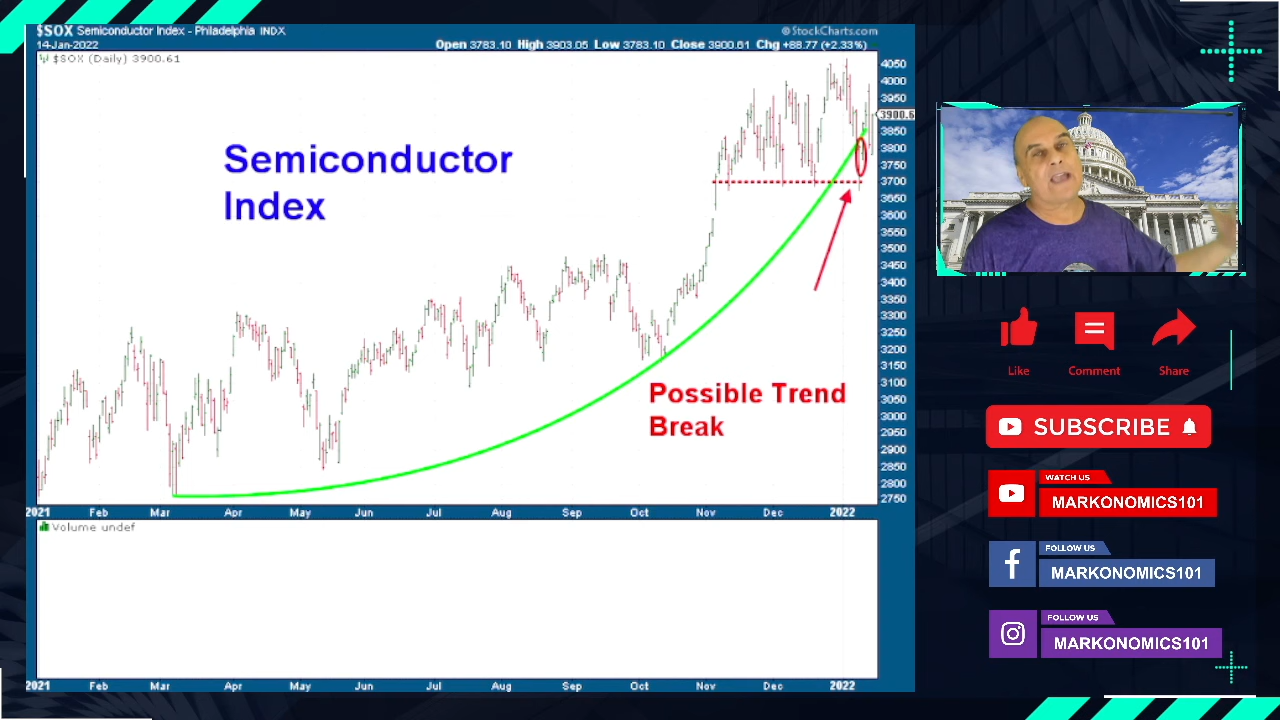 $SOX Semiconductor Index - Philadelphia INDX
© StockCharts.com
14-Jan-2022
Open 3783.10 High 3903.05 Low 3783.10 Close 3900.61 Chg +88.77 (+2.33%)
$SOX (Daily) 3900.61
4050
4000
3950
3900.6
3850
3800
3750
3700
3650
3600
3550
3500
3450
3400
3350
3300
3250
3200
3150
3100
3050
3000
2950
2900
2850
2800
2750
Semiconductor
Index
Possible Trend
Break
2021 Feb Mar Apr May Jun Jul Aug Sep Oct Nov Dec 2022
Volume undef
2021 Feb Mar Apr May Jun Jul Aug Sep Oct Nov Dec 2022
Like Comment Share
SUBSCRIBE
WATCH US
MARKONOMICS101
FOLLOW US
MARKONOMICS101
FOLLOW US
MARKONOMICS101